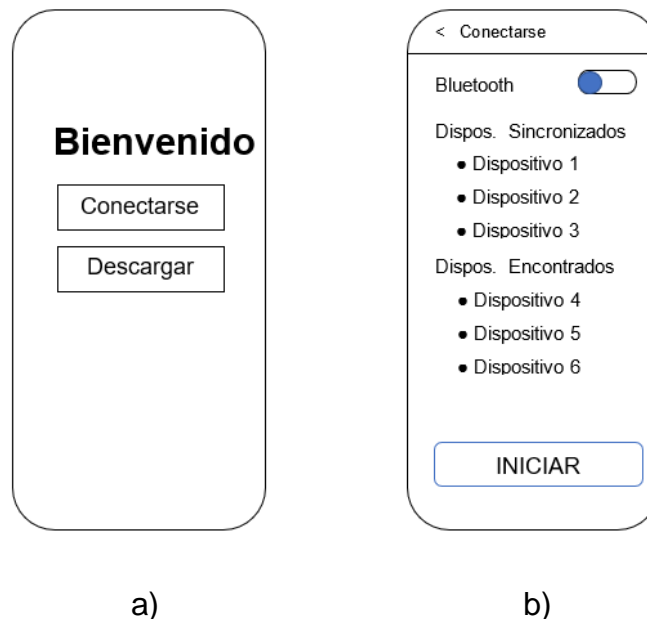 Bienvenido
Conectarse
Descargar
a)
< Conectarse
Bluetooth
Dispos. Sincronizados
● Dispositivo 1
● Dispositivo 2
● Dispositivo 3
Dispos. Encontrados
● Dispositivo 4
● Dispositivo 5
● Dispositivo 6
INICIAR
b)